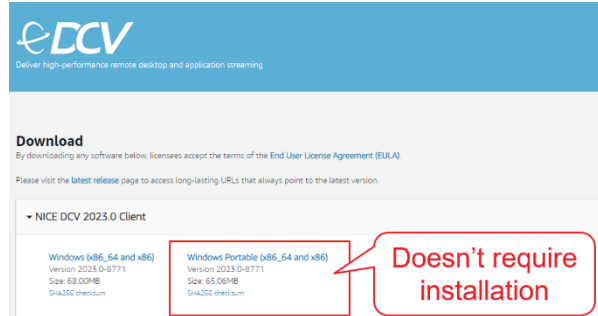 DCV
Deliver high-performance remote desktop and application streaming
Download
By downloading any software below, licensees accept the terms of the End User License Agreement (EULA).
Please visit the latest release page to access long-lasting URLs that always point to the latest version.
NICE DCV 2023.0 Client
Windows (x86_64 and x86)
Version 2023.0-8771
Size: 68.00MB
SHA256 checksum
Windows Portable (x86_64 and x86)
Version 2023.0-8771
Size: 65.06MB
SHA256 checksum
Doesn't require
installation